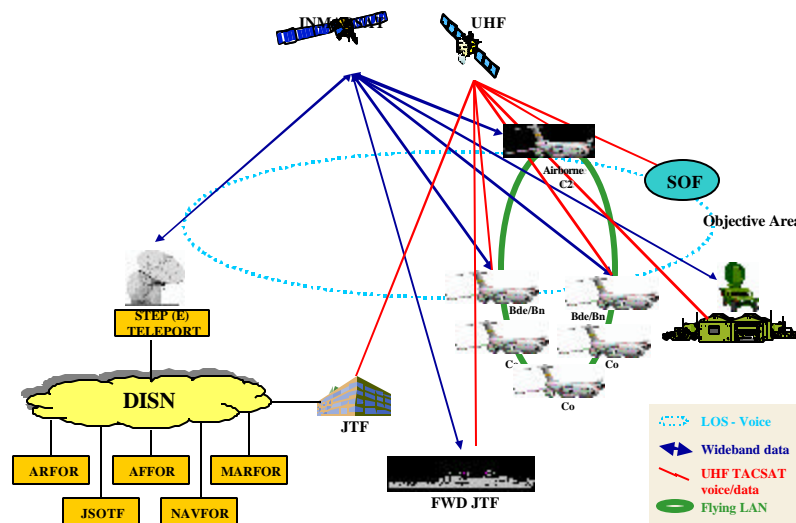 UHF
Airborne
C2
SOF
Objective Area
Bde/Bn
Bde/Bn
STEP (E)
TELEPORT
Co
Co
DISN
JTF
ARFOR
AFFOR
MARFOR
JSOTF
NAVFOR
FWD JTF
LOS - Voice
Wideband data
UHF TACSAT
voice/data
Flying LAN